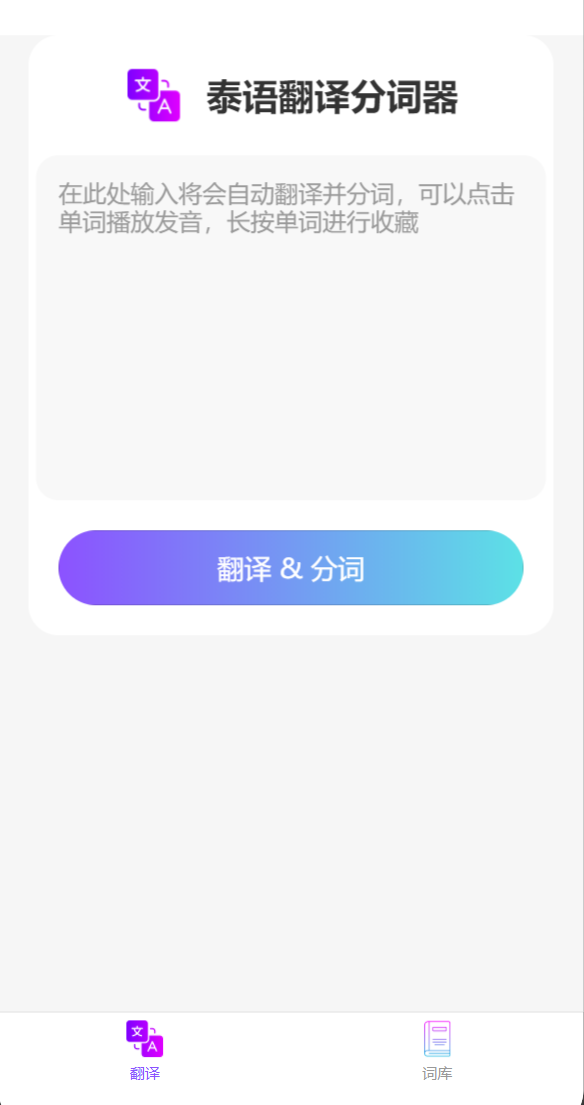 文
A
泰语翻译分词器
在此处输入将会自动翻译并分词，可以点击
单词播放发音，长按单词进行收藏
翻译 & 分词
文
A
翻译
词库